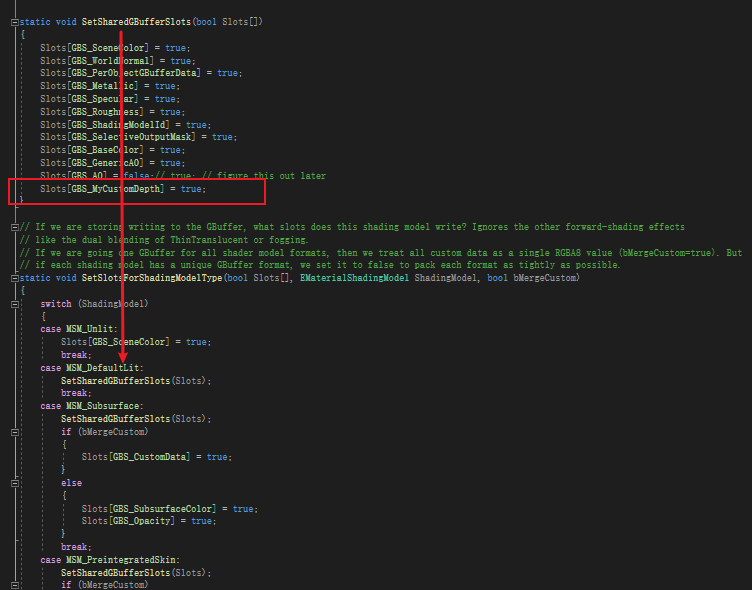 static void SetSharedGBufferSlots(bool Slots[])
{
Slots[GBS_SceneColor] = true;
Slots[GBS_WorldNormal] = true;
Slots[GBS_PerObjectGBufferData] = true;
Slots[GBS_Metallic] = true;
Slots[GBS_Specular] = true;
Slots[GBS_Roughness] = true;
Slots[GBS_ShadingModelId] = true;
Slots[GBS_SelectiveOutputMask] = true;
Slots[GBS_BaseColor] = true;
Slots[GBS_GenericAO] = true;
Slots[GBS_AO] = false;// true; // figure this out later
Slots[GBS_MyCustomDepth] = true;
}
// If we are storing writing to the GBuffer, what slots does this shading model write? Ignores the other forward-shading effects
// like the dual blending of ThinTranslucent or fogging.
// If we are going one GBuffer for all shader model formats, then we treat all custom data as a single RGBA8 value (bMergeCustom=true). But
// if each shading model has a unique GBuffer format, we set it to false to pack each format as tightly as possible.
static void SetSlotsForShadingModelType(bool Slots[], EMaterialShadingModel ShadingModel, bool bMergeCustom)
{
switch (ShadingModel)
{
case MSM_Unlit:
Slots[GBS_SceneColor] = true;
break;
case MSM_DefaultLit:
SetSharedGBufferSlots(Slots);
break;
case MSM_Subsurface:
SetSharedGBufferSlots(Slots);
if (bMergeCustom)
{
Slots[GBS_CustomData] = true;
}
else
{
Slots[GBS_SubsurfaceColor] = true;
Slots[GBS_Opacity] = true;
}
break;
case MSM_PreintegratedSkin:
SetSharedGBufferSlots(Slots);
if (bMergeCustom)